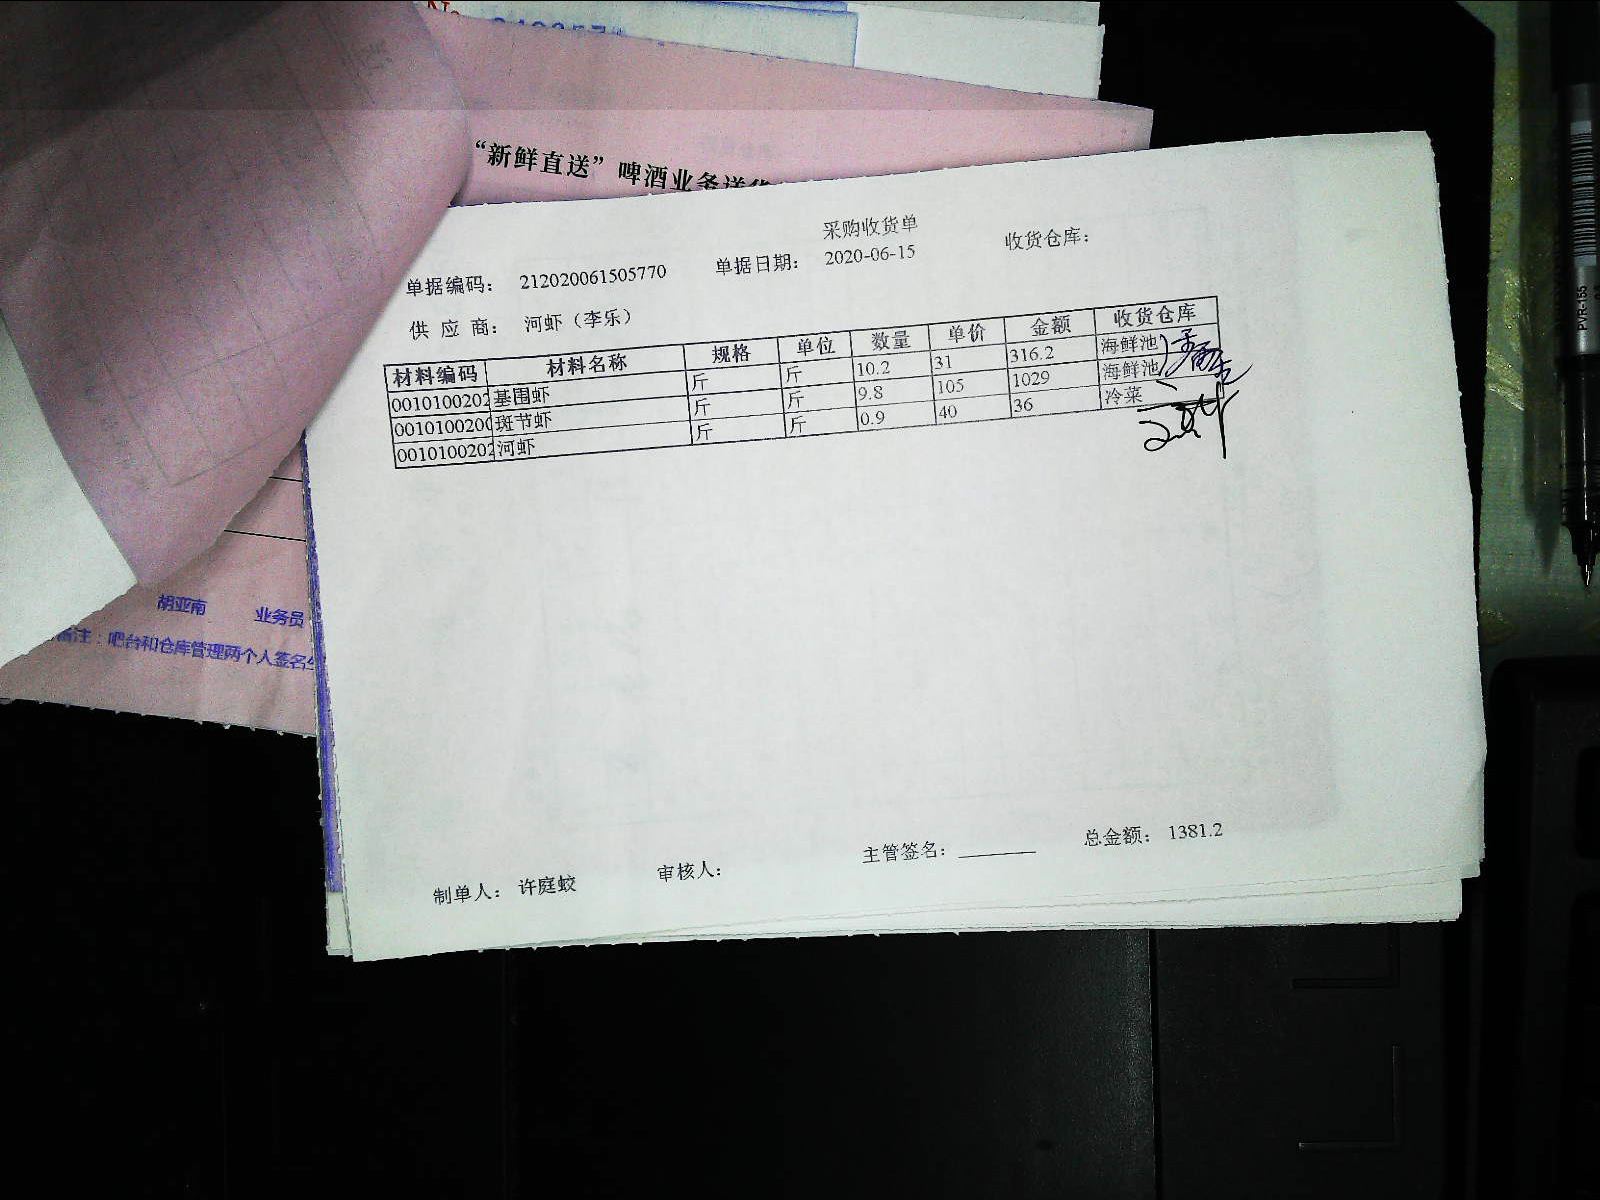 “新鲜直送”啤酒业务送
采购收货单
单据编码: 212020061505770 单据日期: 2020-06-15 收货仓库:
供 应 商: 河虾（李乐）
材料编码 材料名称 规格 单位 数量 单价 金额 收货仓库
0010100202 基围虾 斤 斤 10.2 31 316.2 海鲜池
0010100200 斑节虾 斤 斤 9.8 105 1029 海鲜池
0010100202 河虾 斤 斤 0.9 40 36 冷菜
胡亚南 业务员
备注：吧台和仓库管理两个人签名
制单人: 许庭蛟 审核人: 主管签名: 总金额: 1381.2
PVR-155